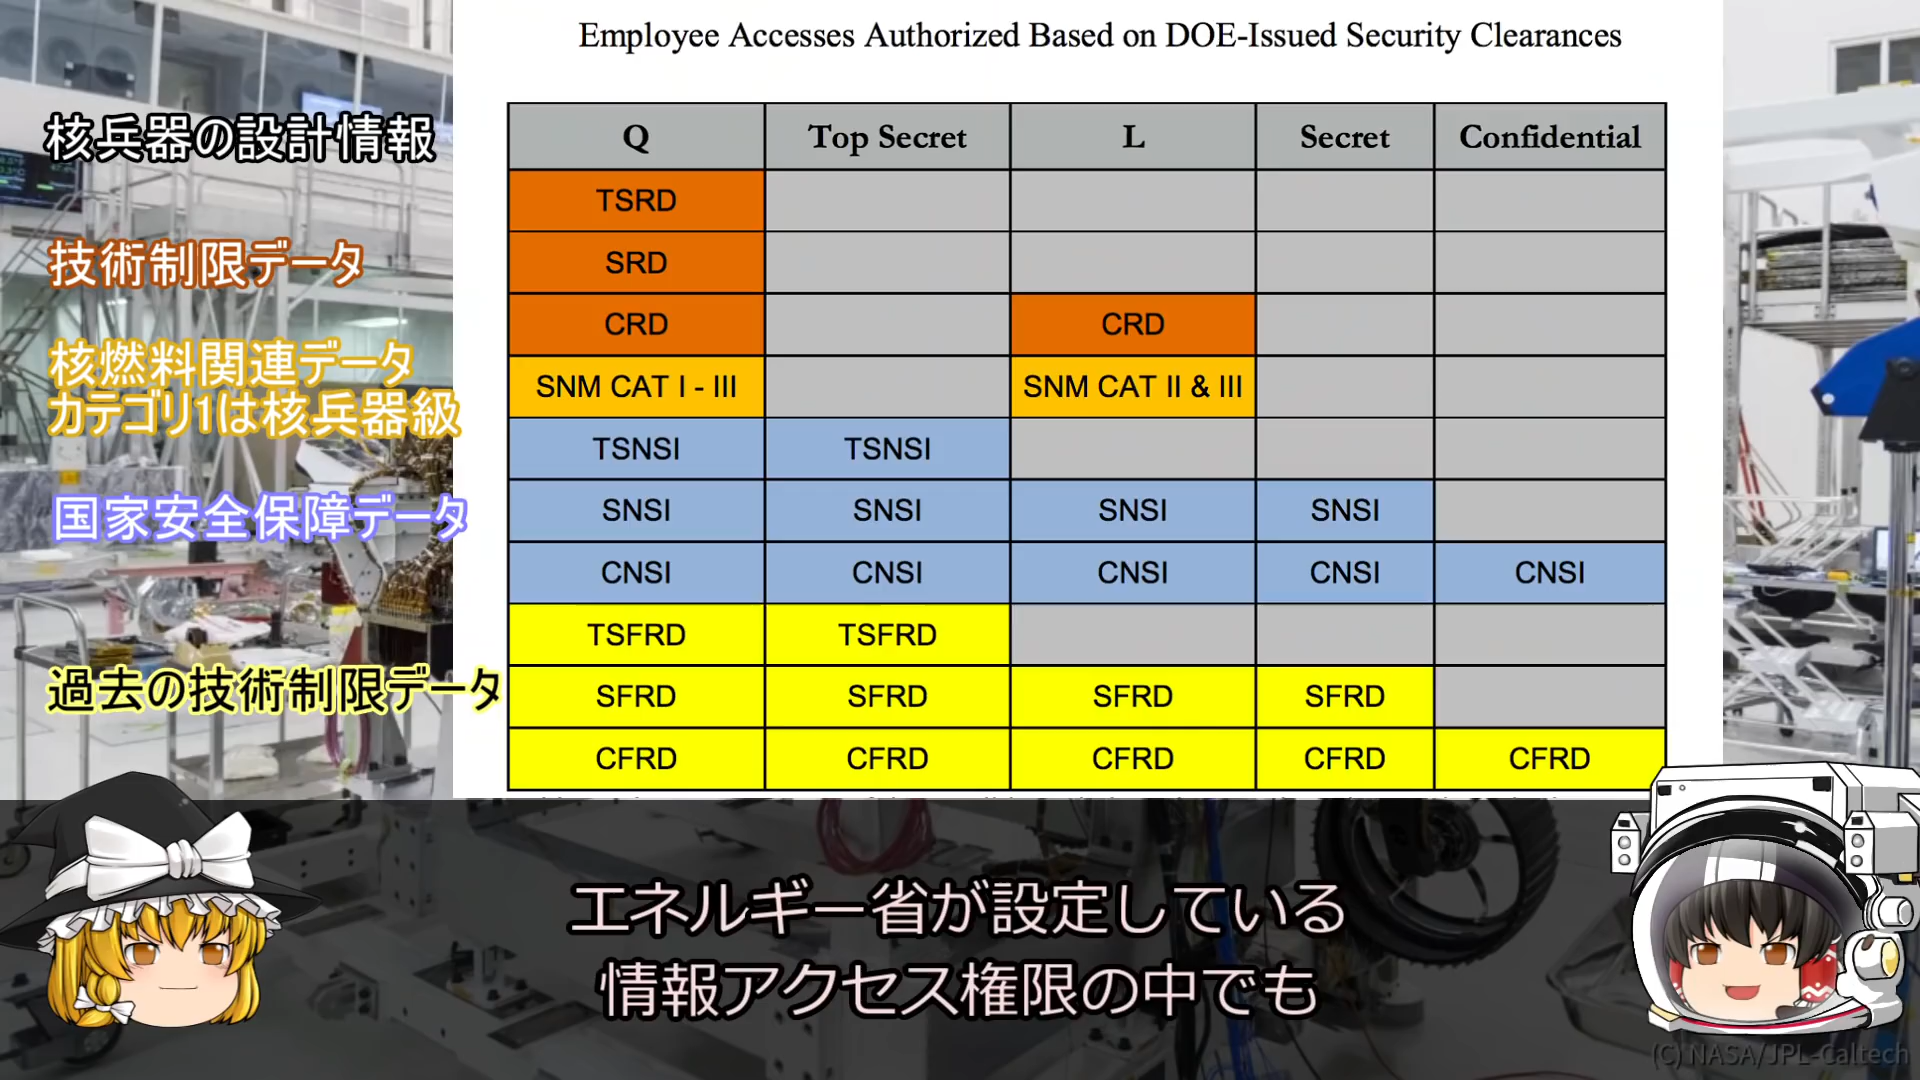 Employee Accesses Authorized Based on DOE-Issued Security Clearances
核兵器の設計情報
技術制限データ
核燃料関連データ
カテゴリ1は核兵器級
国家安全保障データ
過去の技術制限データ
Q Top Secret L Secret Confidential
TSRD
SRD
CRD CRD
SNM CAT I - III SNM CAT II & III
TSNSI TSNSI
SNSI SNSI SNSI SNSI
CNSI CNSI CNSI CNSI CNSI
TSFRD TSFRD
SFRD SFRD SFRD SFRD
CFRD CFRD CFRD CFRD CFRD
エネルギー省が設定している
情報アクセス権限の中でも
(C)NASA/JPL-Caltech